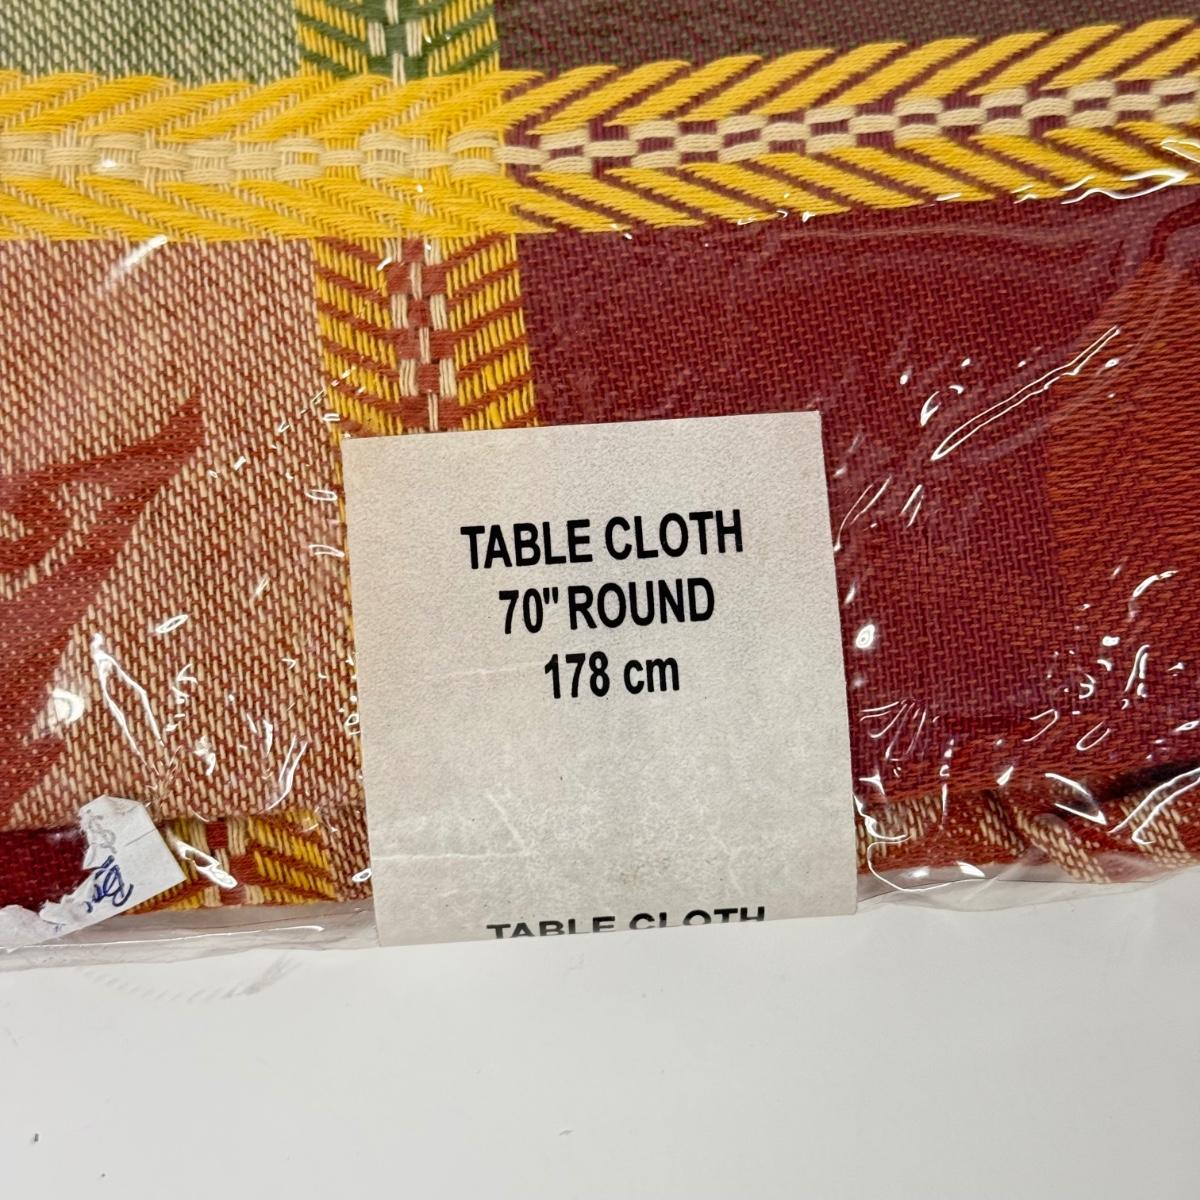 TABLE CLOTH
70" ROUND
178 cm
TABLE CLOTH